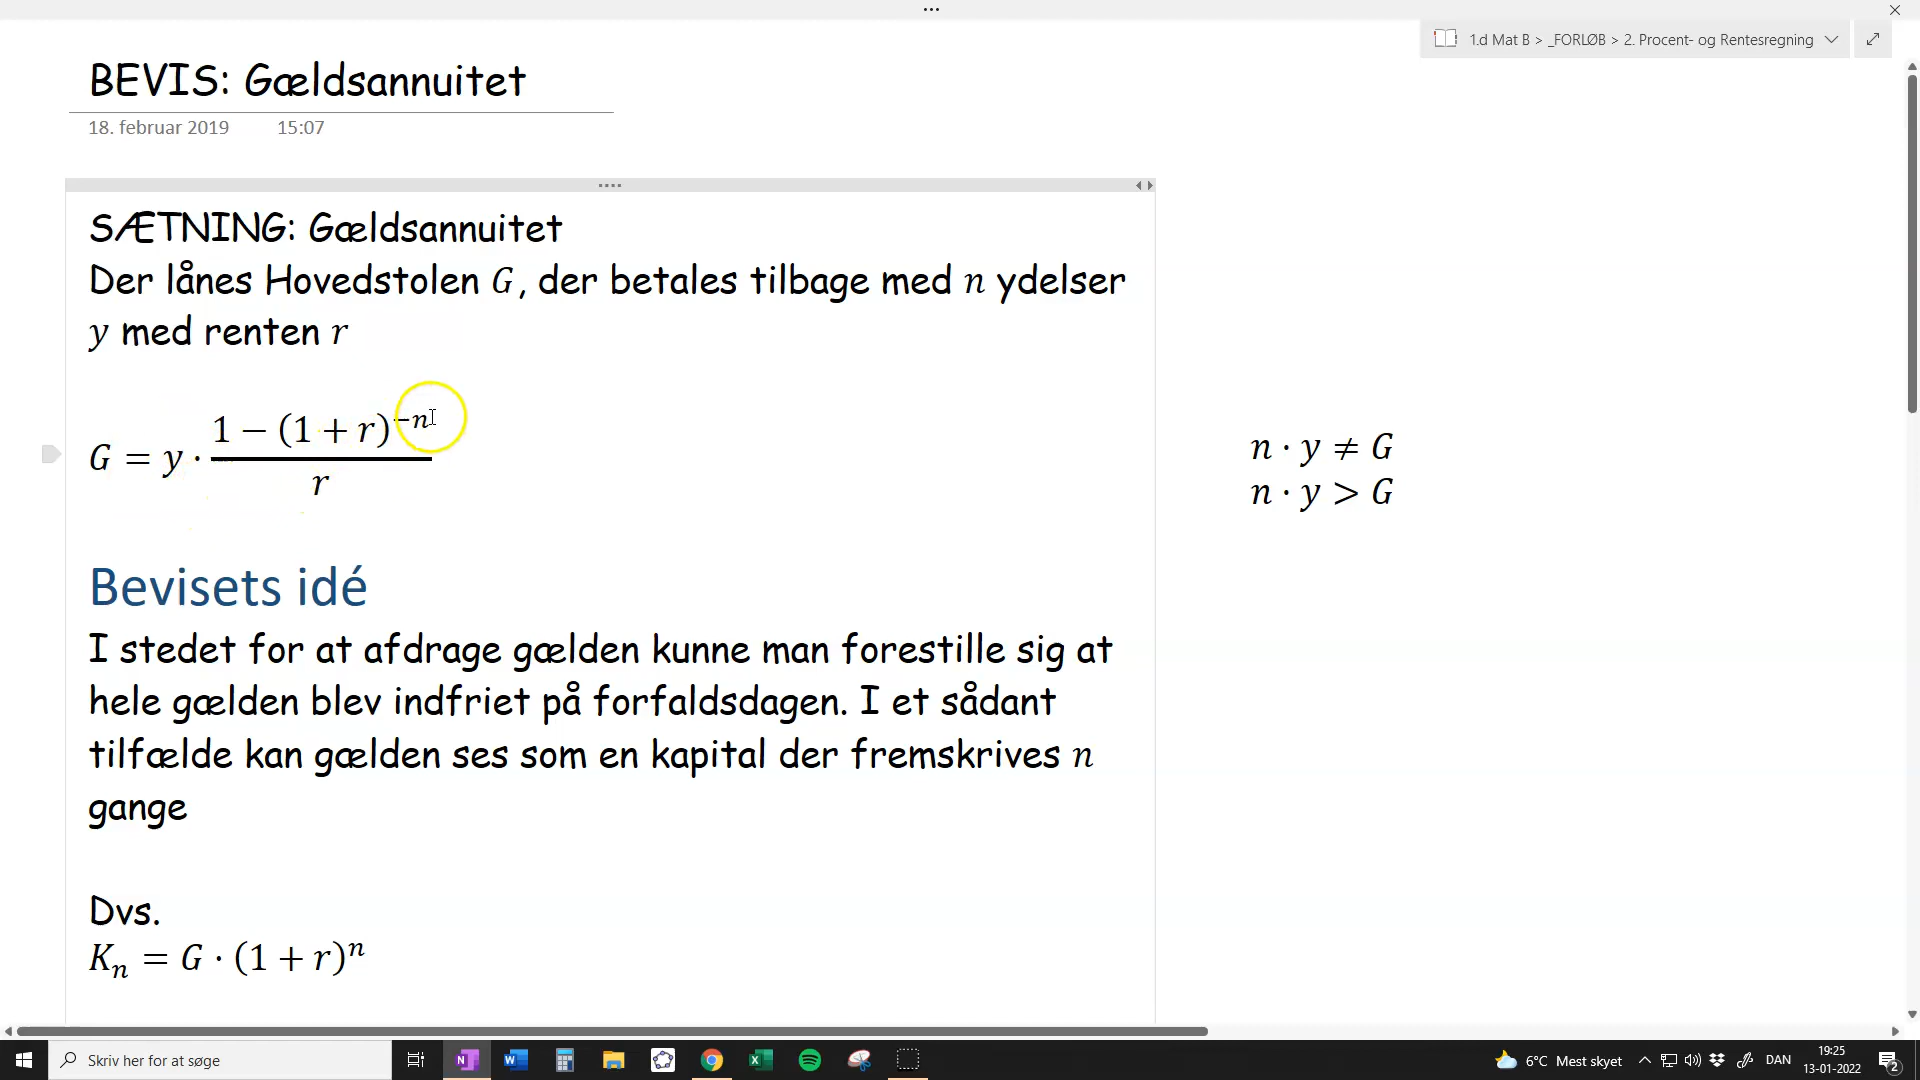 1.d Mat B > _FORLØB > 2. Procent- og Rentesregning
BEVIS: Gældsannuitet
18. februar 2019 15:07
SÆTNING: Gældsannuitet
Der lånes Hovedstolen G, der betales tilbage med n ydelser
y med renten r
G = y · (1 − (1 + r)^−n) / r
n · y ≠ G
n · y > G
Bevisets idé
I stedet for at afdrage gælden kunne man forestille sig at
hele gælden blev indfriet på forfaldsdagen. I et sådant
tilfælde kan gælden ses som en kapital der fremskrives n
gange
Dvs.
K_n = G · (1 + r)^n
Skriv her for at søge
6°C Mest skyet
DAN
19:25
13-01-2022
2